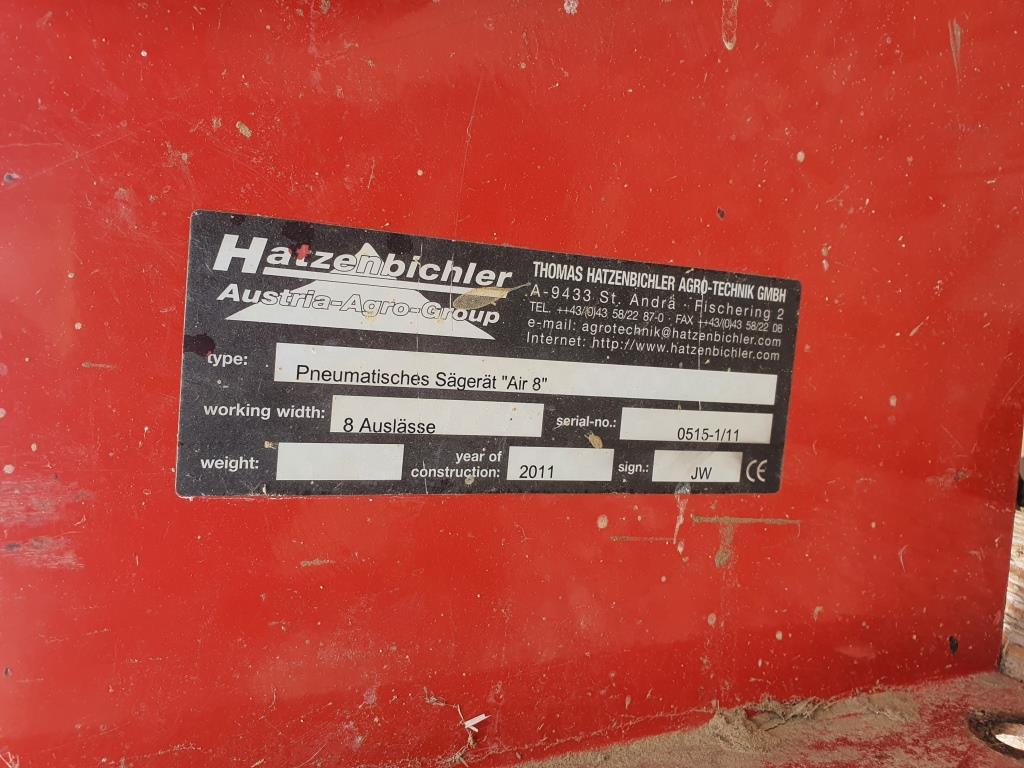 Hatzenbichler
Austria-Agro-Group
THOMAS HATZENBICHLER AGRO-TECHNIK GMBH
A-9433 St. Andrä - Fischering 2
TEL. ++43/(0)43 58/22 87-0 · FAX ++43/(0)43 58/22 08
e-mail: agrotechnik@hatzenbichler.com
Internet: http://www.hatzenbichler.com
type: Pneumatisches Sägerät "Air 8"
working width: 8 Auslässe serial-no.: 0515-1/11
weight: year of construction: 2011 sign.: JW CE